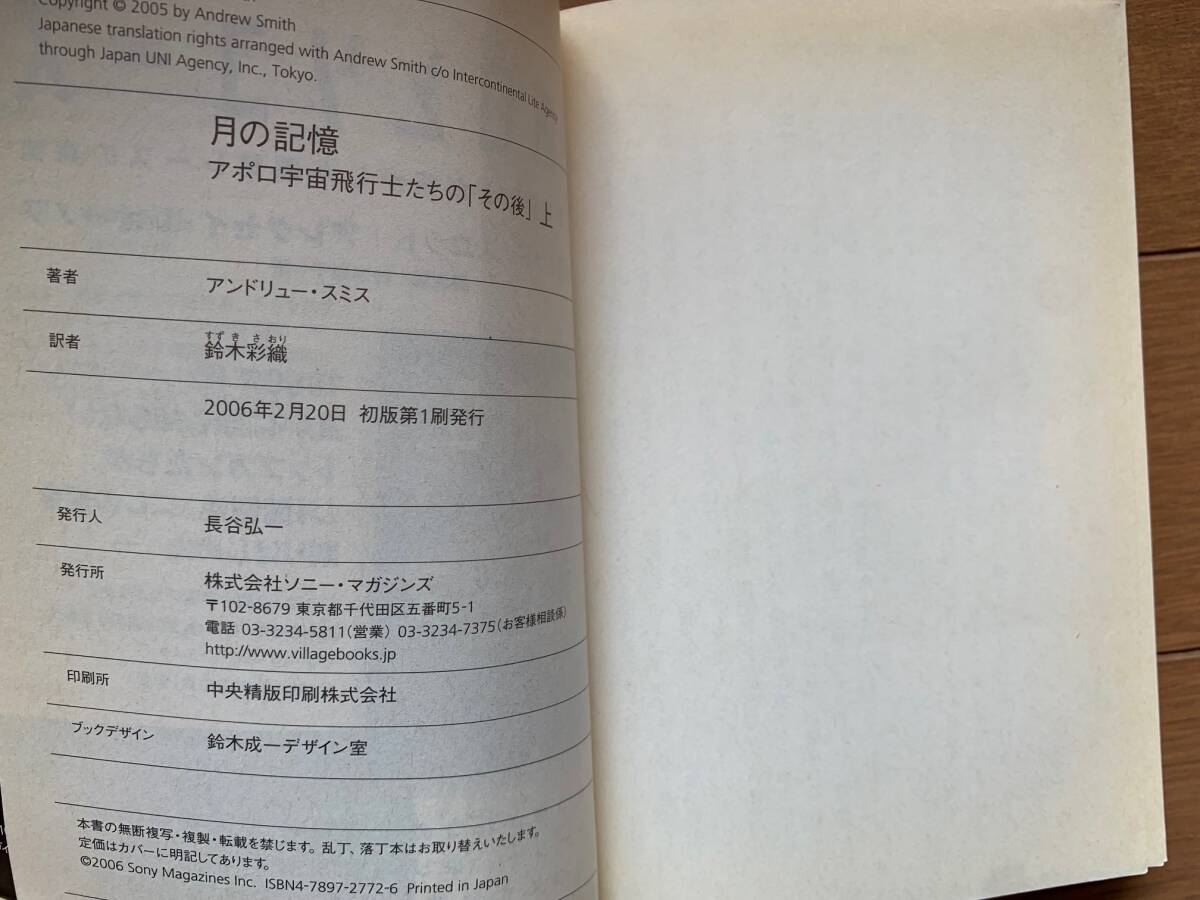 Copyright © 2005 by Andrew Smith
Japanese translation rights arranged with Andrew Smith c/o Intercontinental Life Agency
through Japan UNI Agency, Inc., Tokyo.
月の記憶
アポロ宇宙飛行士たちの「その後」 上
著者 アンドリュー・スミス
すずきさおり
訳者 鈴木彩織
2006年2月20日 初版第1刷発行
発行人 長谷弘一
発行所 株式会社ソニー・マガジンズ
〒102-8679 東京都千代田区五番町5-1
電話 03-3234-5811(営業) 03-3234-7375(お客様相談係)
http://www.villagebooks.jp
印刷所 中央精版印刷株式会社
ブックデザイン 鈴木成一デザイン室
本書の無断複写・複製・転載を禁じます。乱丁、落丁本はお取り替えいたします。
定価はカバーに明記してあります。
©2006 Sony Magazines Inc. ISBN4-7897-2772-6 Printed in Japan